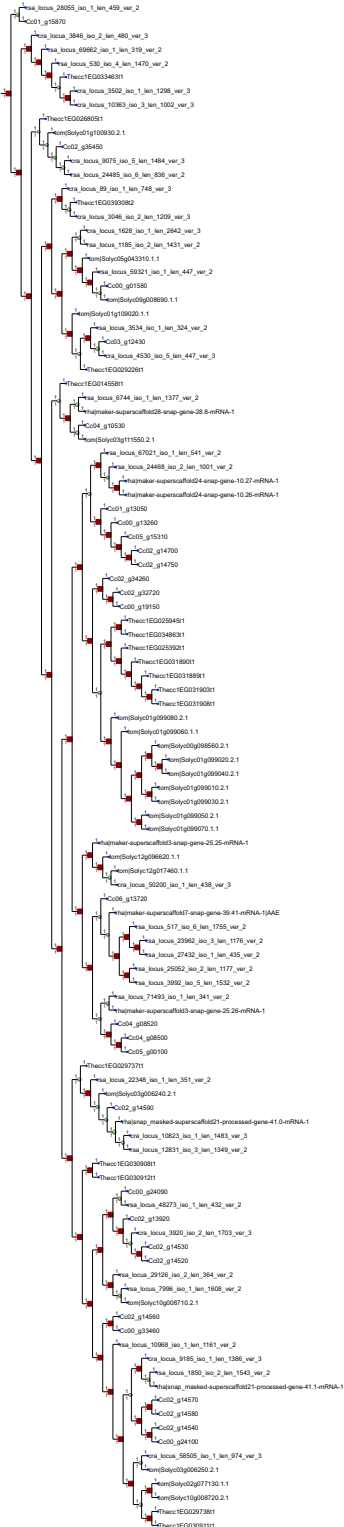 rsa_locus_28055_iso_1_len_459_ver_2
Cc01_g15870
cra_locus_3846_iso_2_len_480_ver_3
rsa_locus_69662_iso_1_len_319_ver_2
rsa_locus_530_iso_4_len_1470_ver_2
Thecc1EG033463t1
cra_locus_3502_iso_1_len_1298_ver_3
cra_locus_10363_iso_3_len_1002_ver_3
Thecc1EG026805t1
tom|Solyc01g100930.2.1
Cc02_g35450
cra_locus_9075_iso_5_len_1484_ver_3
rsa_locus_24485_iso_6_len_836_ver_2
cra_locus_89_iso_1_len_748_ver_3
Thecc1EG039308t2
cra_locus_3046_iso_2_len_1209_ver_3
cra_locus_1628_iso_1_len_2642_ver_3
rsa_locus_1185_iso_2_len_1431_ver_2
tom|Solyc05g043310.1.1
rsa_locus_59321_iso_1_len_447_ver_2
Cc00_g01580
tom|Solyc09g008690.1.1
tom|Solyc01g109020.1.1
rsa_locus_3534_iso_1_len_324_ver_2
Cc03_g12430
cra_locus_4530_iso_5_len_447_ver_3
Thecc1EG029226t1
Thecc1EG014558t1
rsa_locus_6744_iso_1_len_1377_ver_2
rha|maker-superscaffold28-snap-gene-28.8-mRNA-1
Cc04_g10530
tom|Solyc03g111550.2.1
rsa_locus_67021_iso_1_len_541_ver_2
rsa_locus_24468_iso_2_len_1001_ver_2
rha|maker-superscaffold24-snap-gene-10.27-mRNA-1
rha|maker-superscaffold24-snap-gene-10.26-mRNA-1
Cc01_g13050
Cc00_g13260
Cc05_g15310
Cc02_g14700
Cc02_g14750
Cc02_g34260
Cc02_g32720
Cc00_g19150
Thecc1EG025945t1
Thecc1EG034863t1
Thecc1EG025392t1
Thecc1EG031890t1
Thecc1EG031889t1
Thecc1EG031903t1
Thecc1EG031908t1
tom|Solyc01g099080.2.1
tom|Solyc01g099060.1.1
tom|Solyc00g098560.2.1
tom|Solyc01g099020.2.1
tom|Solyc01g099040.2.1
tom|Solyc01g099010.2.1
tom|Solyc01g099030.2.1
tom|Solyc01g099050.2.1
tom|Solyc01g099070.1.1
rha|maker-superscaffold3-snap-gene-25.25-mRNA-1
tom|Solyc12g096620.1.1
tom|Solyc12g017460.1.1
cra_locus_50200_iso_1_len_438_ver_3
Cc06_g13720
rha|maker-superscaffold7-snap-gene-39.41-mRNA-1|AAE
rsa_locus_517_iso_6_len_1755_ver_2
rsa_locus_23962_iso_3_len_1176_ver_2
rsa_locus_27432_iso_1_len_435_ver_2
rsa_locus_25052_iso_2_len_1177_ver_2
rsa_locus_3992_iso_5_len_1532_ver_2
rsa_locus_71493_iso_1_len_341_ver_2
rha|maker-superscaffold3-snap-gene-25.26-mRNA-1
Cc04_g08520
Cc04_g08500
Cc05_g00100
Thecc1EG029737t1
rsa_locus_22348_iso_1_len_351_ver_2
tom|Solyc03g006240.2.1
Cc02_g14590
rha|snap_masked-superscaffold21-processed-gene-41.0-mRNA-1
cra_locus_10823_iso_1_len_1483_ver_3
rsa_locus_12831_iso_3_len_1349_ver_2
Thecc1EG030908t1
Thecc1EG030912t1
Cc00_g24090
rsa_locus_48273_iso_1_len_432_ver_2
Cc02_g13920
cra_locus_3920_iso_2_len_1703_ver_3
Cc02_g14530
Cc02_g14520
rsa_locus_29126_iso_2_len_364_ver_2
rsa_locus_7996_iso_1_len_1608_ver_2
tom|Solyc10g008710.2.1
Cc02_g14560
Cc00_g33460
rsa_locus_10968_iso_1_len_1161_ver_2
cra_locus_9185_iso_1_len_1386_ver_3
rsa_locus_1850_iso_2_len_1543_ver_2
rha|snap_masked-superscaffold21-processed-gene-41.1-mRNA-1
Cc02_g14570
Cc02_g14580
Cc02_g14540
Cc00_g24100
cra_locus_58505_iso_1_len_974_ver_3
tom|Solyc03g006250.2.1
tom|Solyc02g077130.1.1
tom|Solyc10g008720.2.1
Thecc1EG029738t1
Thecc1EG030911t1